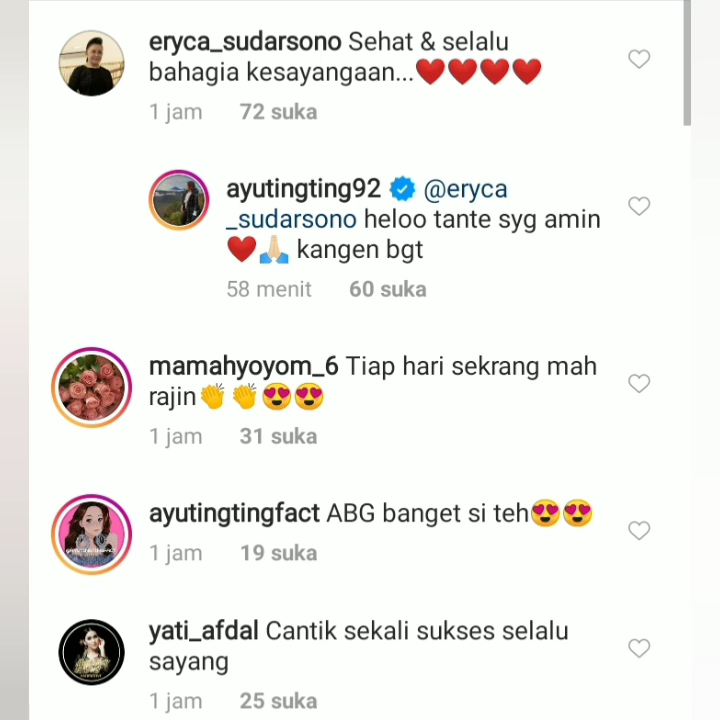 eryca_sudarsono Sehat & selalu
bahagia kesayangaan...❤️❤️❤️❤️
1 jam 72 suka
ayutingting92 @eryca
_sudarsono heloo tante syg amin
❤️🙏🏼 kangen bgt
58 menit 60 suka
mamahyoyom_6 Tiap hari sekrang mah
rajin👏👏😍😍
1 jam 31 suka
ayutingtingfact ABG banget si teh😍😍
1 jam 19 suka
yati_afdal Cantik sekali sukses selalu
sayang
1 jam 25 suka